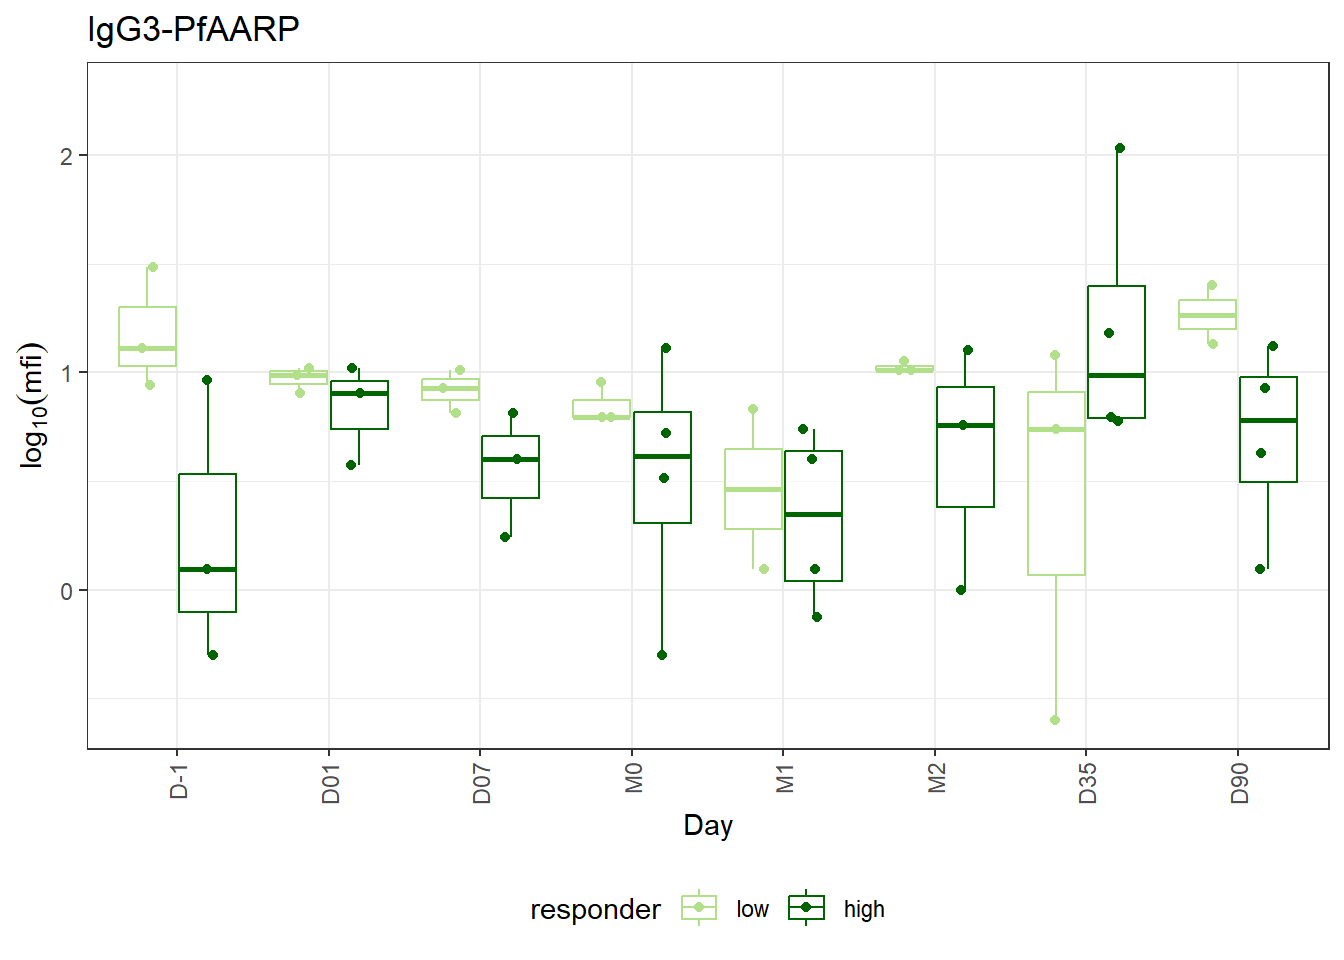 IgG3-PfAARP
log10(mfi)
2
1
0
D-1 D01 D07 M0 M1 M2 D35 D90
Day
responder low high